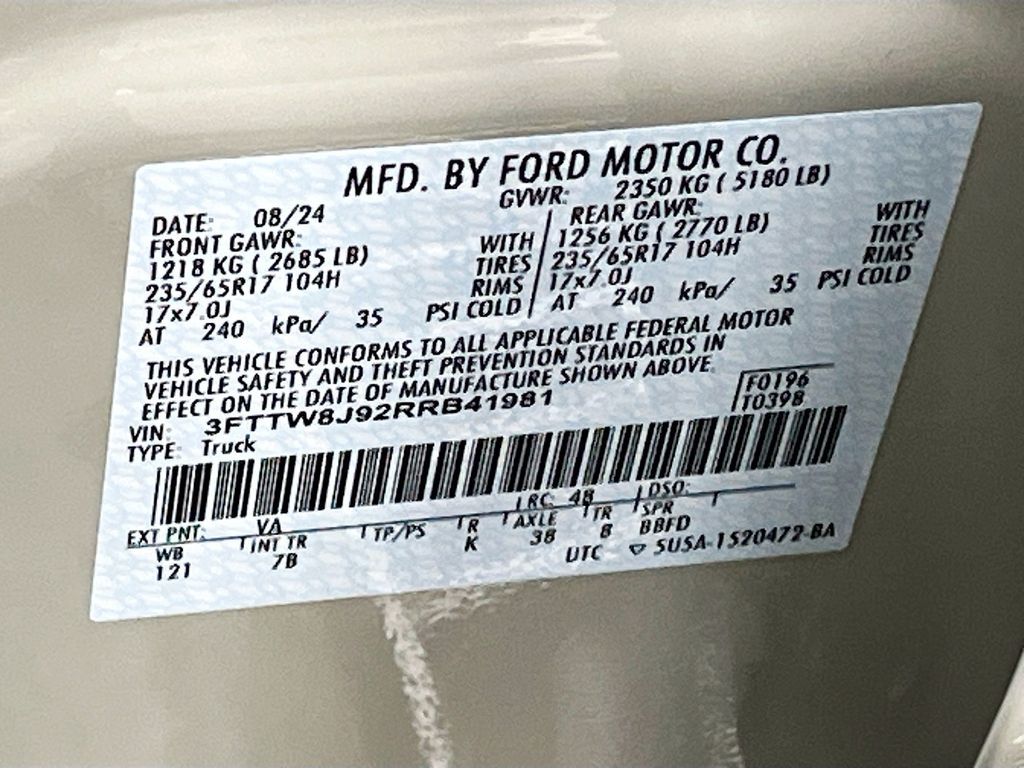 MFD. BY FORD MOTOR CO.
DATE: 08/24 GVWR: 2350 KG ( 5180 LB)
FRONT GAWR: REAR GAWR:
1218 KG ( 2685 LB) WITH 1256 KG ( 2770 LB) WITH
235/65R17 104H TIRES 235/65R17 104H TIRES
17x7.0J RIMS 17x7.0J RIMS
AT 240 kPa/ 35 PSI COLD AT 240 kPa/ 35 PSI COLD
THIS VEHICLE CONFORMS TO ALL APPLICABLE FEDERAL MOTOR
VEHICLE SAFETY AND THEFT PREVENTION STANDARDS IN
EFFECT ON THE DATE OF MANUFACTURE SHOWN ABOVE.
VIN: 3FTTW8J92RRB41981 F0196
TYPE: Truck T0398
EXT PNT: VA RC: 48 DSO:
WB INT TR TP/PS R AXLE TR SPR
121 7B K 38 8 BBFD
UTC ▽ 5USA-1520472-BA